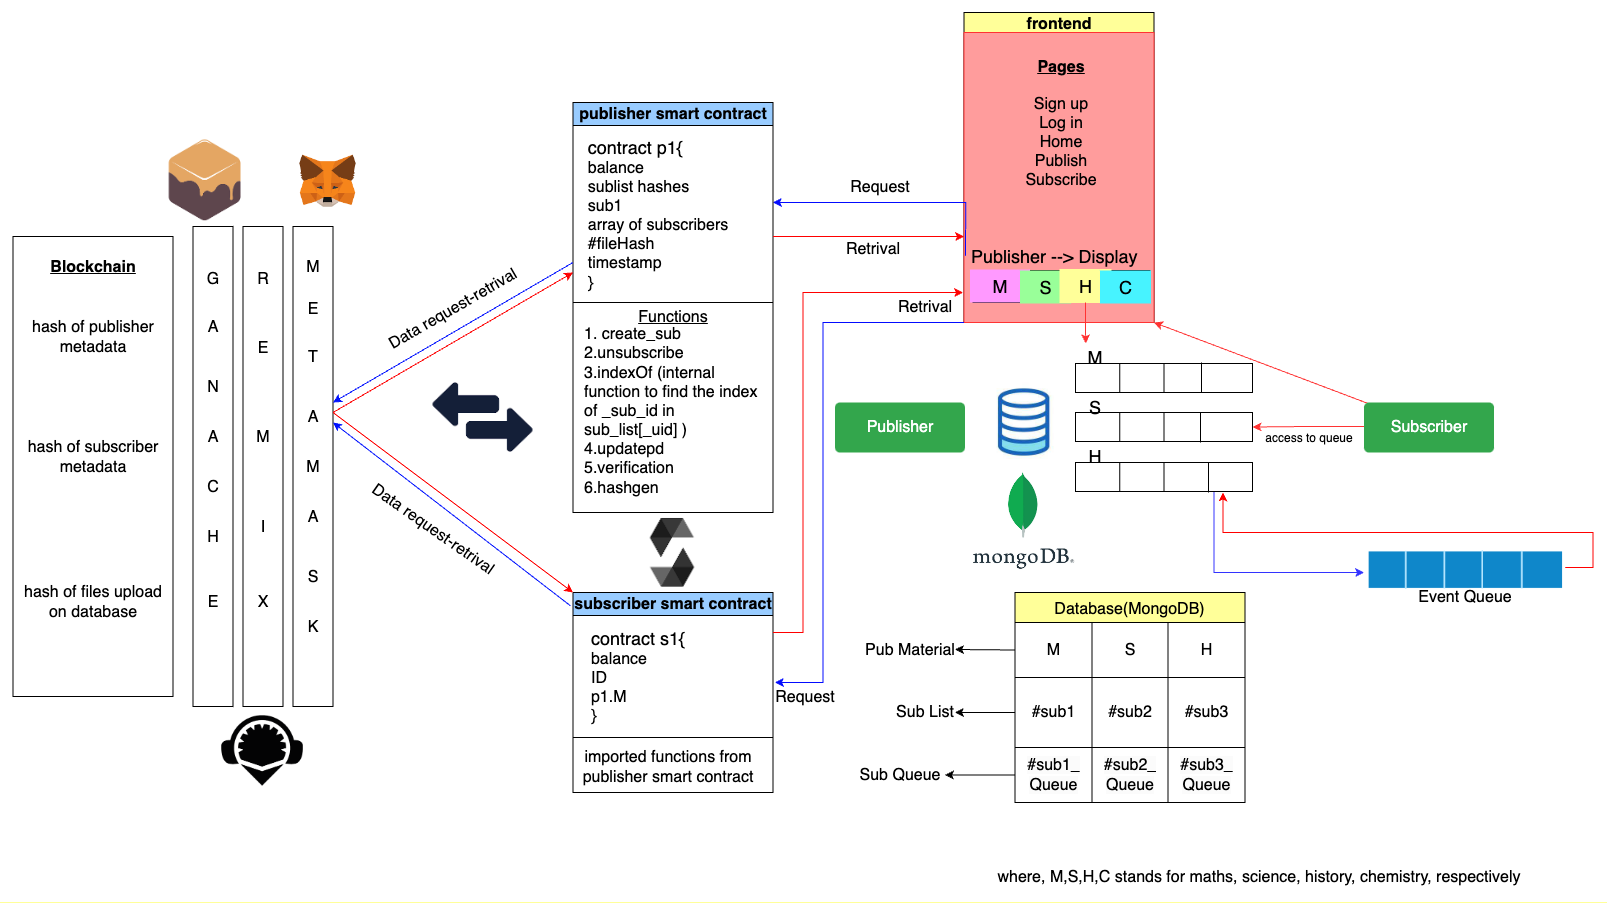 frontend
Pages
Sign up
Log in
Home
Publish
Subscribe
Publisher --> Display
M S H C
publisher smart contract
contract p1{
balance
sublist hashes
sub1
array of subscribers
#fileHash
timestamp
}
Functions
1. create_sub
2.unsubscribe
3.indexOf (internal
function to find the index
of _sub_id in
sub_list[_uid] )
4.updatepd
5.verification
6.hashgen
Request
Retrival
Retrival
Request
Data request-retrival
Data request-retrival
Blockchain
hash of publisher
metadata
hash of subscriber
metadata
hash of files upload
on database
G
A
N
A
C
H
E
R
E
M
I
X
M
E
T
A
M
A
S
K
subscriber smart contract
contract s1{
balance
ID
p1.M
}
imported functions from
publisher smart contract
Publisher
mongoDB.
M
S
H
access to queue
Subscriber
Event Queue
Database(MongoDB)
Pub Material M S H
Sub List #sub1 #sub2 #sub3
Sub Queue #sub1_ #sub2_ #sub3_
Queue Queue Queue
where, M,S,H,C stands for maths, science, history, chemistry, respectively